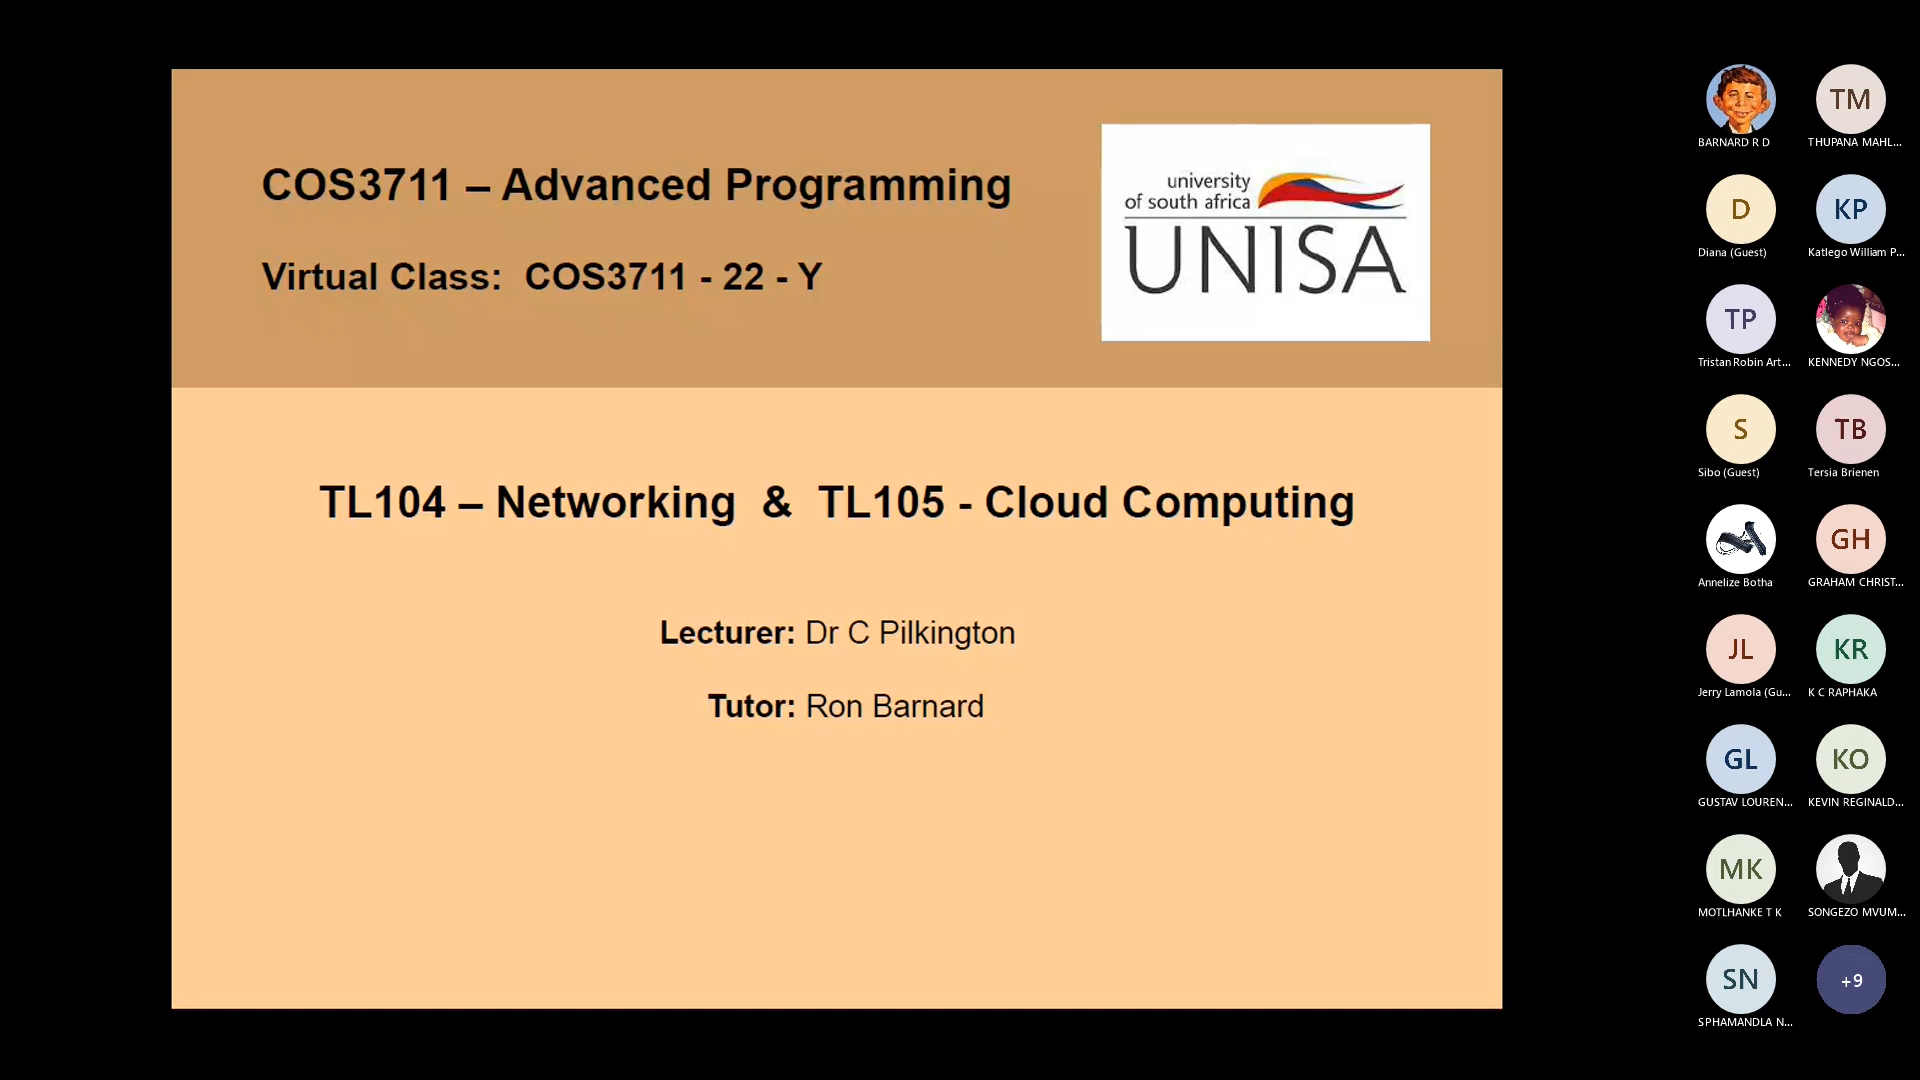 COS3711 – Advanced Programming
Virtual Class: COS3711 - 22 - Y
university
of south africa
UNISA
TL104 – Networking & TL105 - Cloud Computing
Lecturer: Dr C Pilkington
Tutor: Ron Barnard
BARNARD R D
TM
THUPANA MAHL...
D
Diana (Guest)
KP
Katlego William P...
TP
Tristan Robin Art...
KENNEDY NGOS...
S
Sibo (Guest)
TB
Tersia Brienen
Annelize Botha
GH
GRAHAM CHRIST...
JL
Jerry Lamola (Gu...
KR
K C RAPHAKA
GL
GUSTAV LOUREN...
KO
KEVIN REGINALD...
MK
MOTLHANKE T K
SONGEZO MVUM...
SN
SPHAMANDLA N...
+9